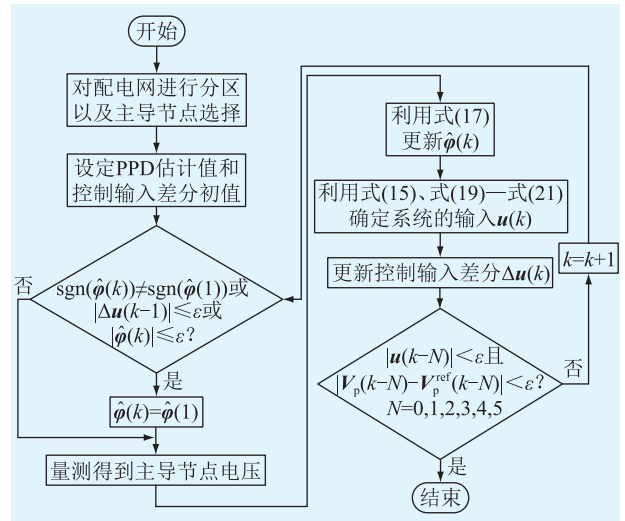 开始
对配电网进行分区
以及主导节点选择
设定PPD估计值和
控制输入差分初值
sgn(φ̂(k))≠sgn(φ̂(1))或
|Δu(k−1)|≤ε或
|φ̂(k)|≤ε?
否
是
φ̂(k)=φ̂(1)
量测得到主导节点电压
利用式(17)
更新φ̂(k)
利用式(15)、式(19)—式(21)
确定系统的输入u(k)
更新控制输入差分Δu(k)
k=k+1
|u(k−N)|<ε且
|V_p(k−N)−V_p^ref(k−N)|<ε?
N=0,1,2,3,4,5
否
是
结束